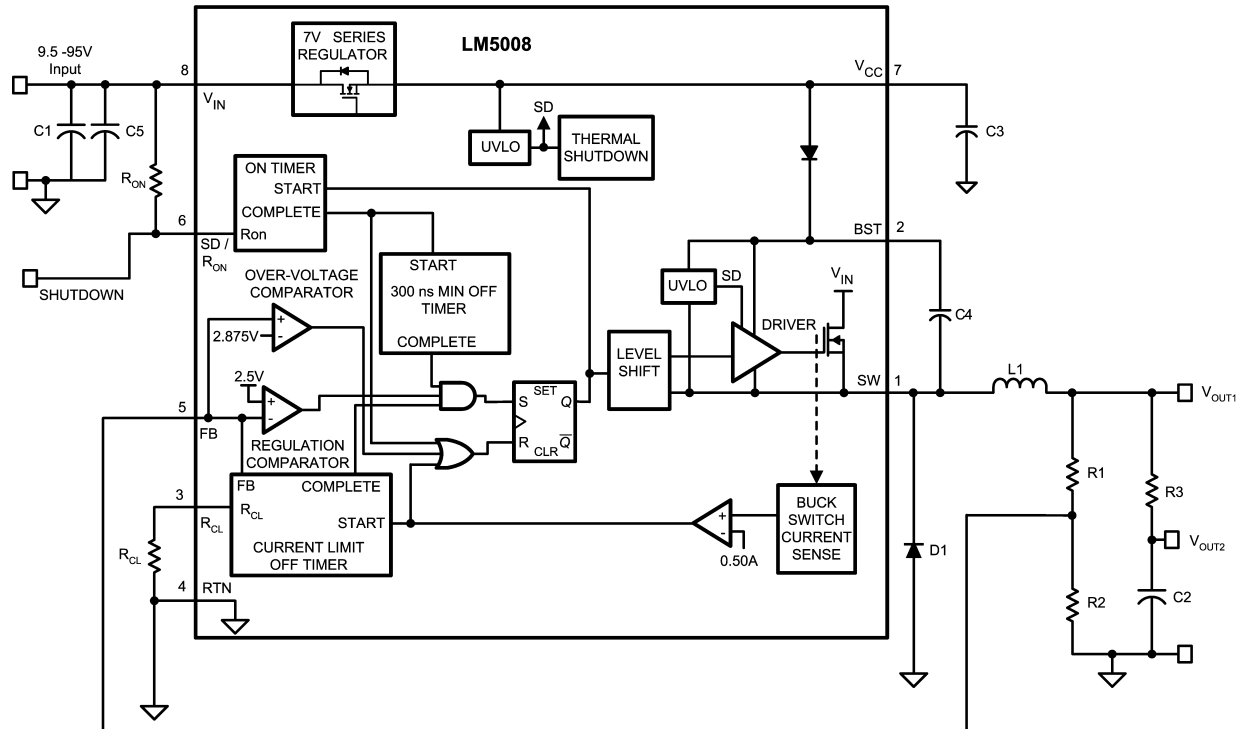 LM5008
9.5 -95V
Input
8
V_IN
C1
C5
R_ON
7V SERIES
REGULATOR
UVLO
SD
THERMAL
SHUTDOWN
V_CC
7
C3
ON TIMER
START
COMPLETE
Ron
6
SD /
R_ON
SHUTDOWN
START
300 ns MIN OFF
TIMER
COMPLETE
OVER-VOLTAGE
COMPARATOR
+
2.875V
-
2.5V
+
-
5
FB
REGULATION
COMPARATOR
S
SET
Q
R
CLR
Q
LEVEL
SHIFT
UVLO
SD
DRIVER
V_IN
BST
2
C4
SW
1
L1
V_OUT1
R1
R3
V_OUT2
R2
C2
D1
FB
COMPLETE
R_CL
START
CURRENT LIMIT
OFF TIMER
3
R_CL
R_CL
4
RTN
+
-
0.50A
BUCK
SWITCH
CURRENT
SENSE